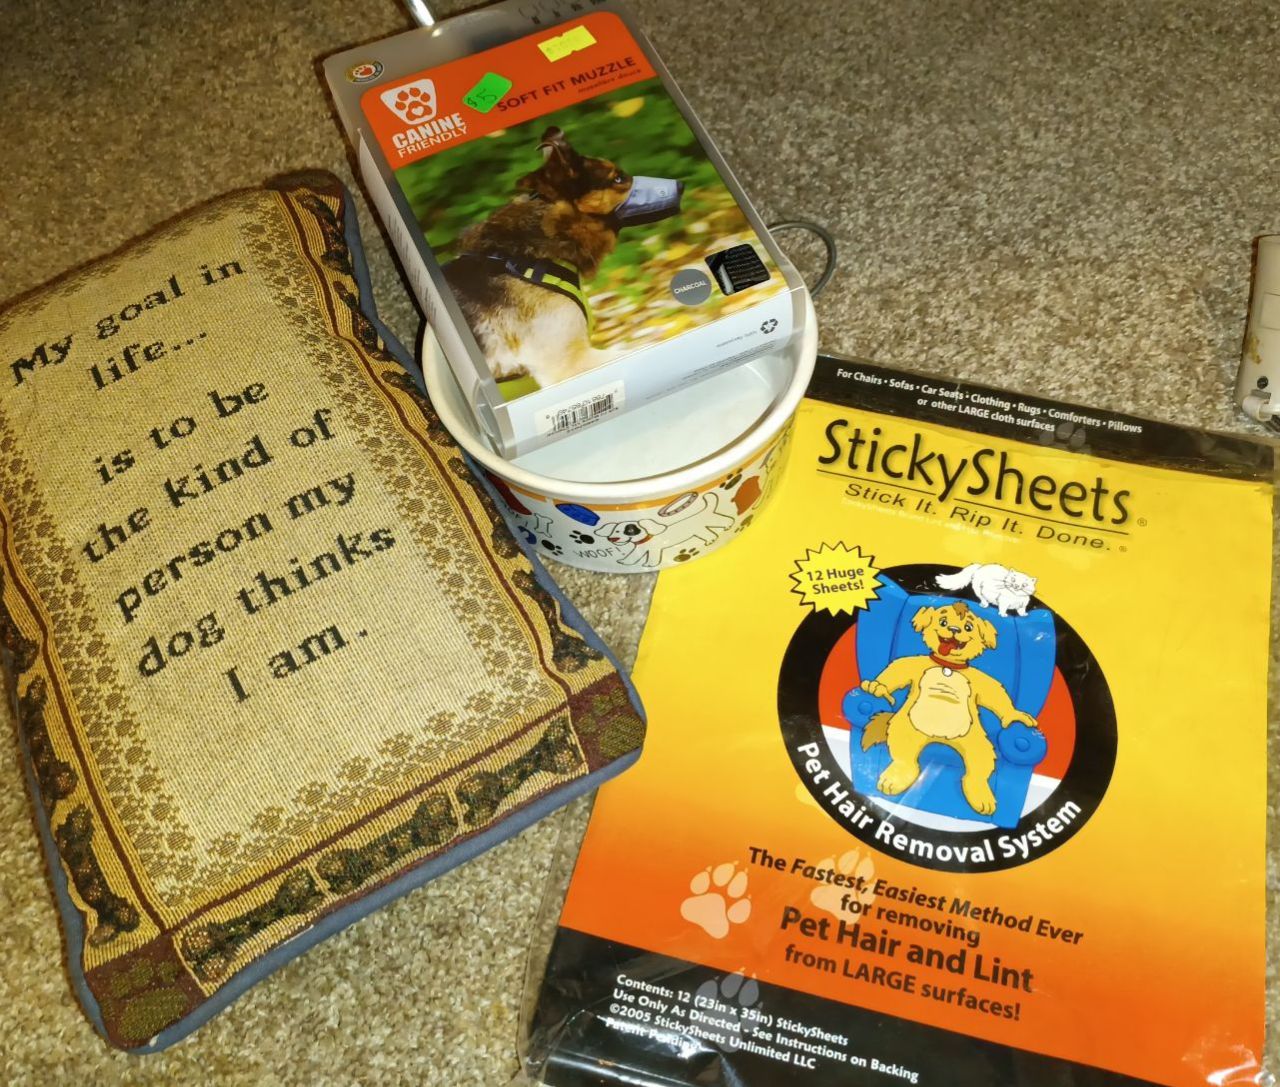 My goal in
life...
is to be
the kind of
person my
dog thinks
I am.
CANINE
FRIENDLY
$5
SOFT FIT MUZZLE
muselière douce
CHARCOAL
WOOF!
For Chairs • Sofas • Car Seats • Clothing • Rugs • Comforters • Pillows
or other LARGE cloth surfaces
StickySheets®
Stick It. Rip It. Done.®
12 Huge
Sheets!
Pet Hair Removal System
The Fastest, Easiest Method Ever
for removing
Pet Hair and Lint
from LARGE surfaces!
Contents: 12 (23in x 35in) StickySheets
Use Only As Directed - See Instructions on Backing
©2005 StickySheets Unlimited LLC
Patent Pending